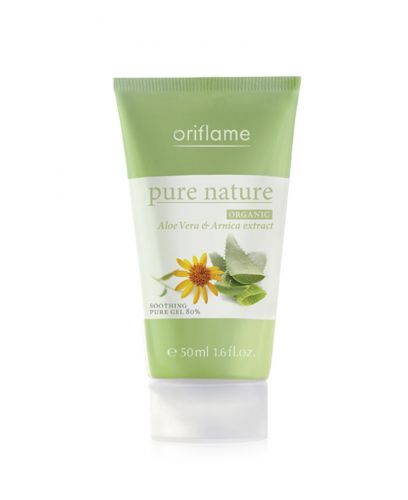 oriflame
pure nature
ORGANIC
Aloe Vera & Arnica extract
SOOTHING
PURE GEL 80%
℮ 50ml 1.6 fl.oz.